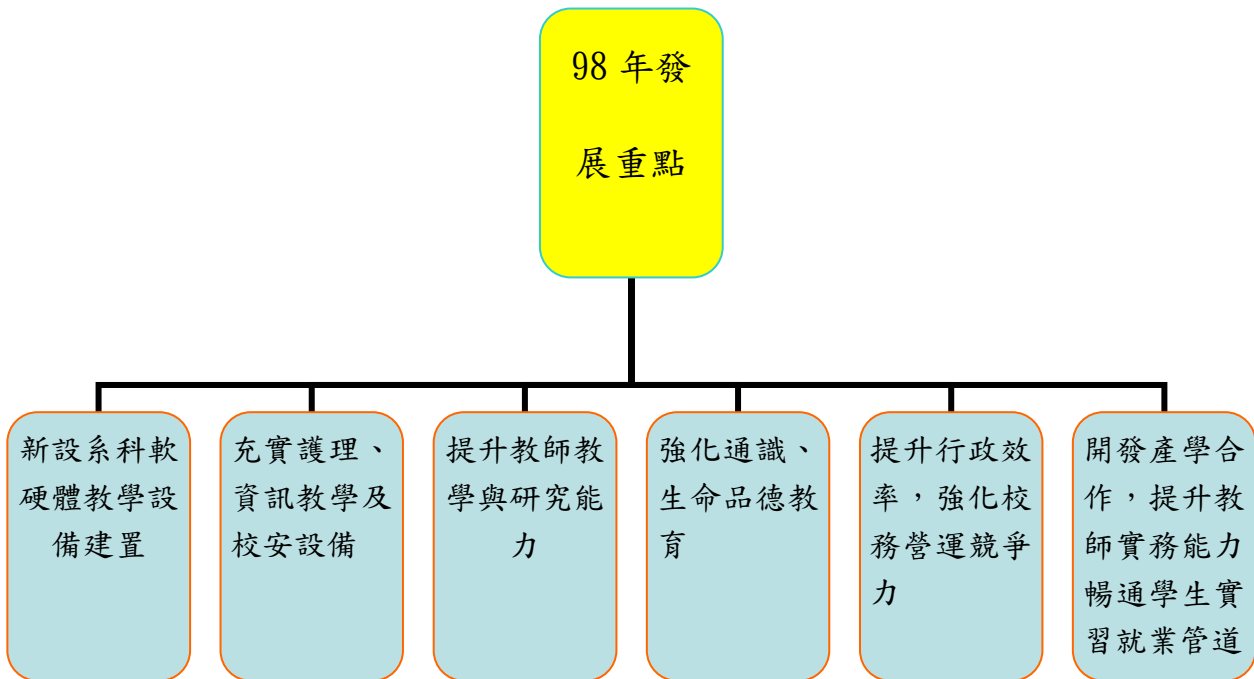 98 年發
展重點
新設系科軟
硬體教學設
備建置
充實護理、
資訊教學及
校安設備
提升教師教
學與研究能
力
強化通識、
生命品德教
育
提升行政效
率，強化校
務營運競爭
力
開發產學合
作，提升教
師實務能力
暢通學生實
習就業管道